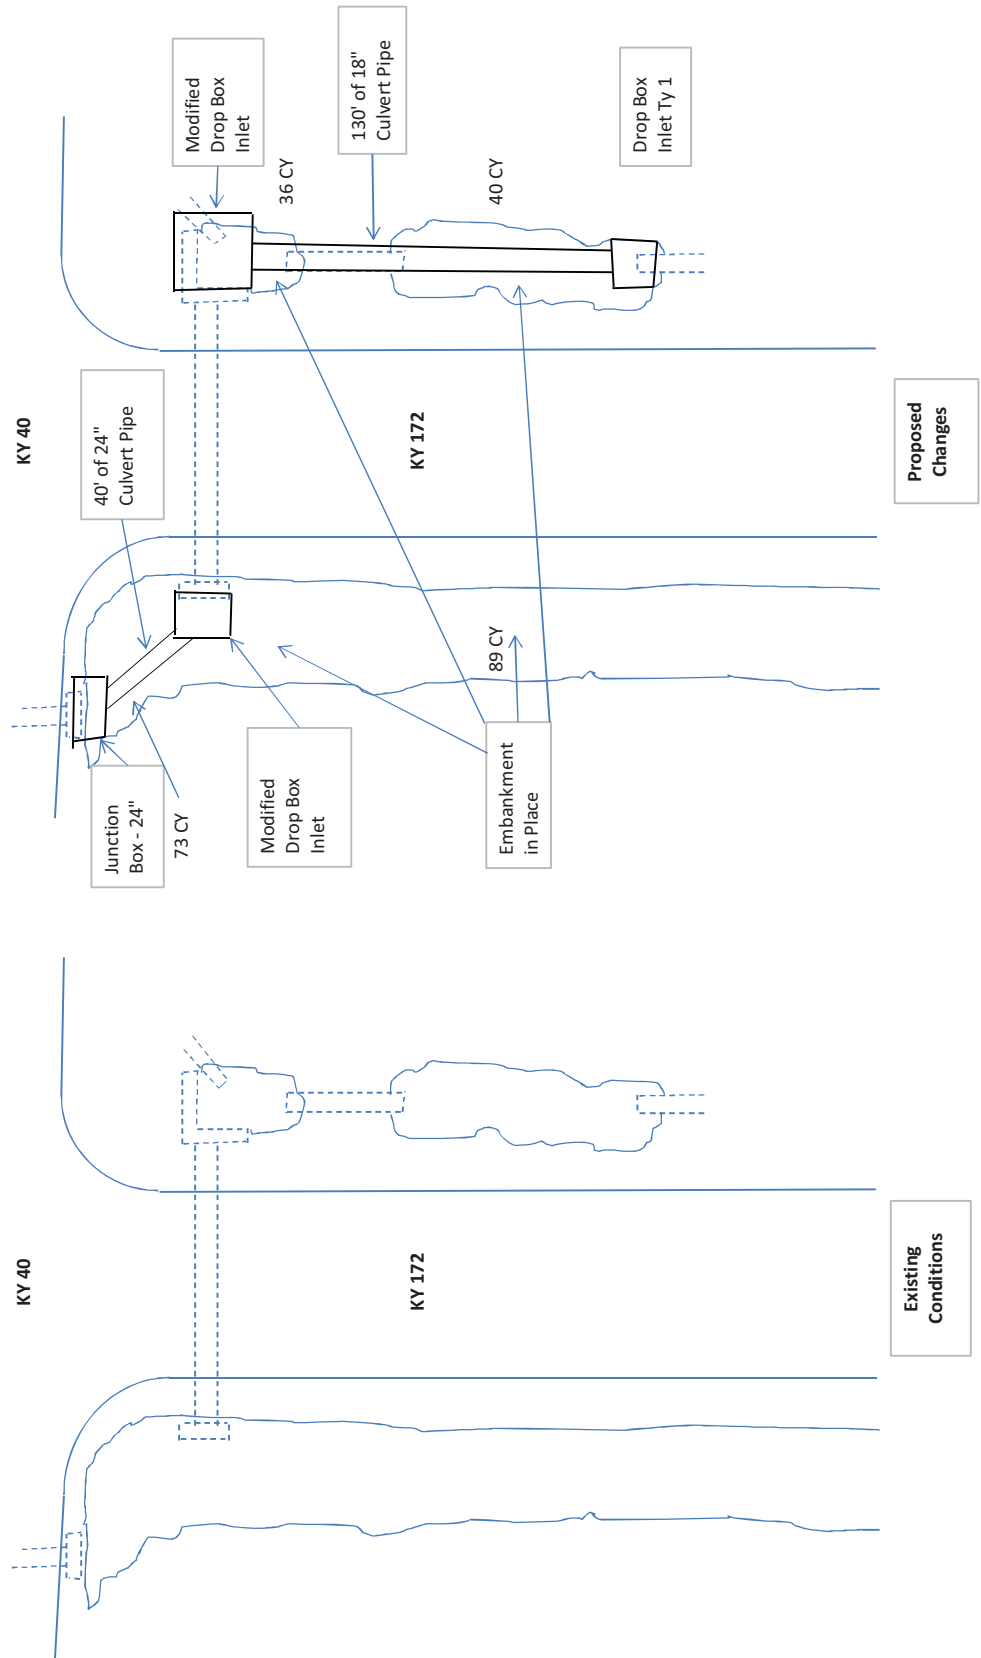 KY 40
Modified
Drop Box
Inlet
36 CY
130' of 18"
Culvert Pipe
40 CY
Drop Box
Inlet Ty 1
40' of 24"
Culvert Pipe
KY 172
Proposed
Changes
89 CY
Junction
Box - 24"
73 CY
Modified
Drop Box
Inlet
Embankment
in Place
KY 40
KY 172
Existing
Conditions